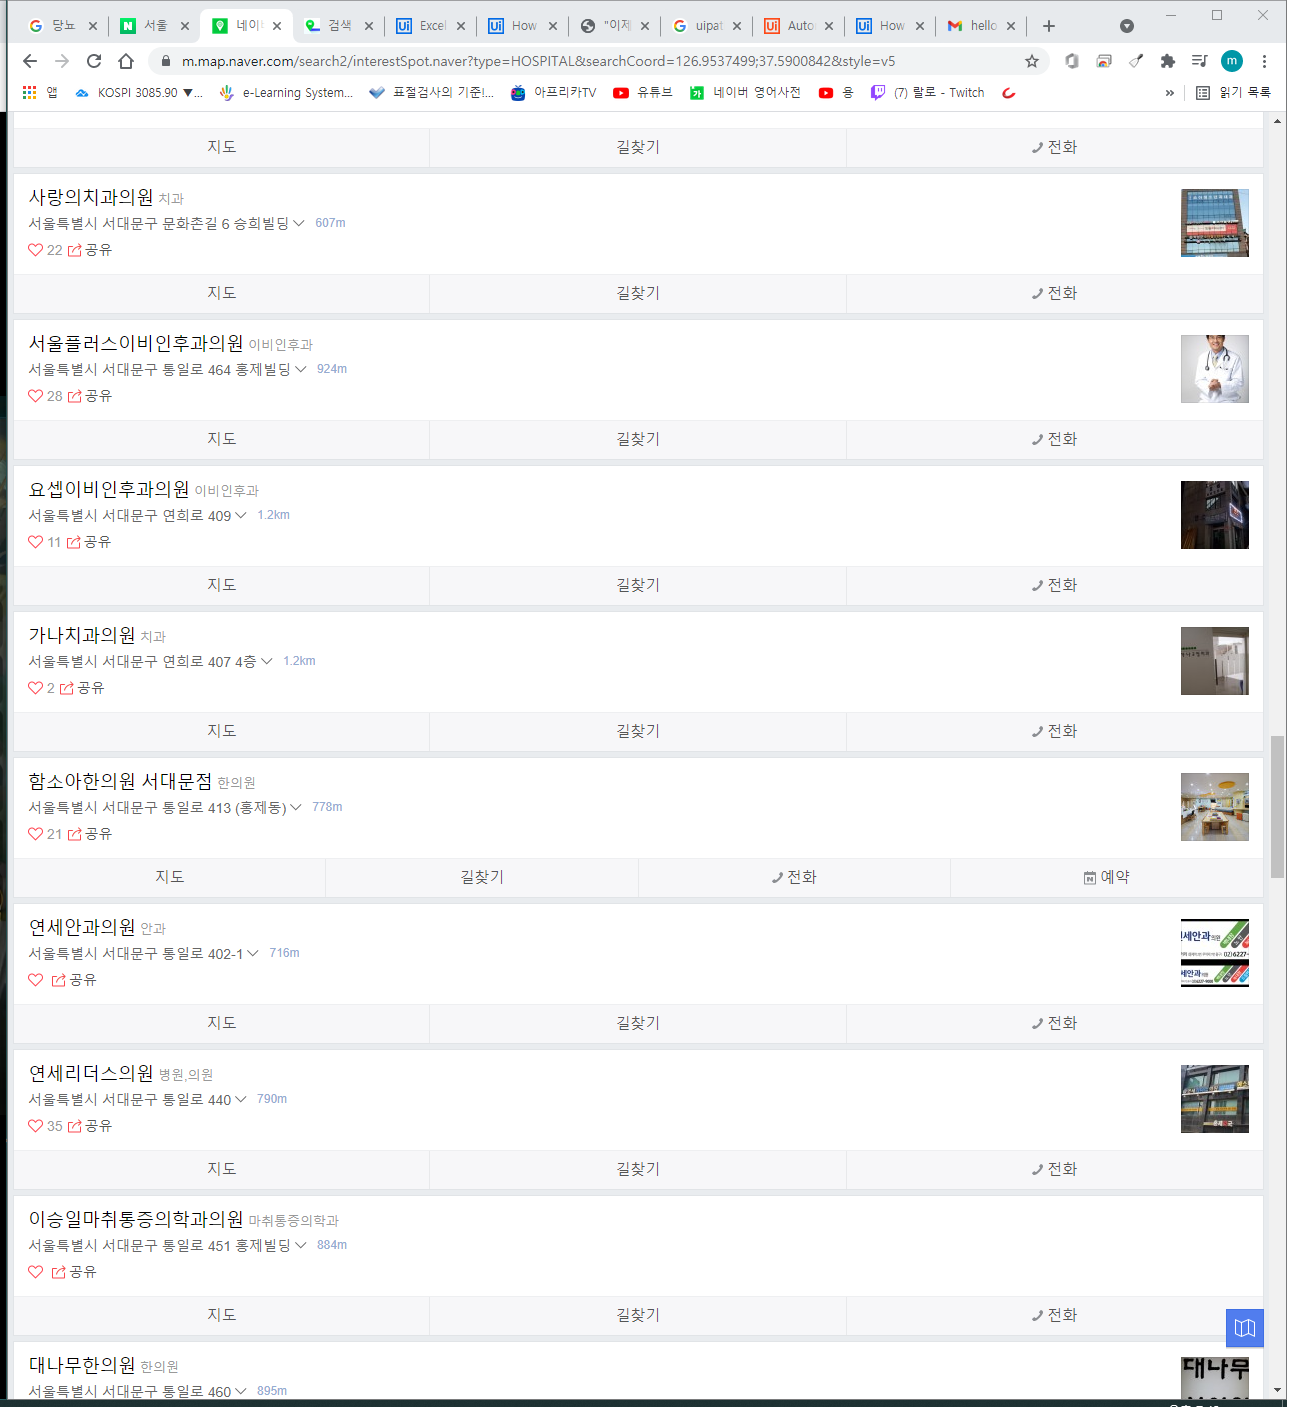 당뇨
서울
네이
검색
Excel
How
"이제
uipat
Auto
How
hello
m.map.naver.com/search2/interestSpot.naver?type=HOSPITAL&searchCoord=126.9537499;37.5900842&style=v5
m
앱
KOSPI 3085.90 ▼...
e-Learning System...
표절검사의 기준!...
아프리카TV
유튜브
네이버 영어사전
용
(7) 랄로 - Twitch
»
읽기 목록
지도 길찾기 전화
사랑의치과의원 치과
서울특별시 서대문구 문화촌길 6 승희빌딩 607m
22 공유
지도 길찾기 전화
서울플러스이비인후과의원 이비인후과
서울특별시 서대문구 통일로 464 홍제빌딩 924m
28 공유
지도 길찾기 전화
요셉이비인후과의원 이비인후과
서울특별시 서대문구 연희로 409 1.2km
11 공유
지도 길찾기 전화
가나치과의원 치과
서울특별시 서대문구 연희로 407 4층 1.2km
2 공유
지도 길찾기 전화
함소아한의원 서대문점 한의원
서울특별시 서대문구 통일로 413 (홍제동) 778m
21 공유
지도 길찾기 전화 예약
연세안과의원 안과
서울특별시 서대문구 통일로 402-1 716m
공유
지도 길찾기 전화
연세리더스의원 병원,의원
서울특별시 서대문구 통일로 440 790m
35 공유
지도 길찾기 전화
이승일마취통증의학과의원 마취통증의학과
서울특별시 서대문구 통일로 451 홍제빌딩 884m
공유
지도 길찾기 전화
대나무한의원 한의원
서울특별시 서대문구 통일로 460 895m
대나무